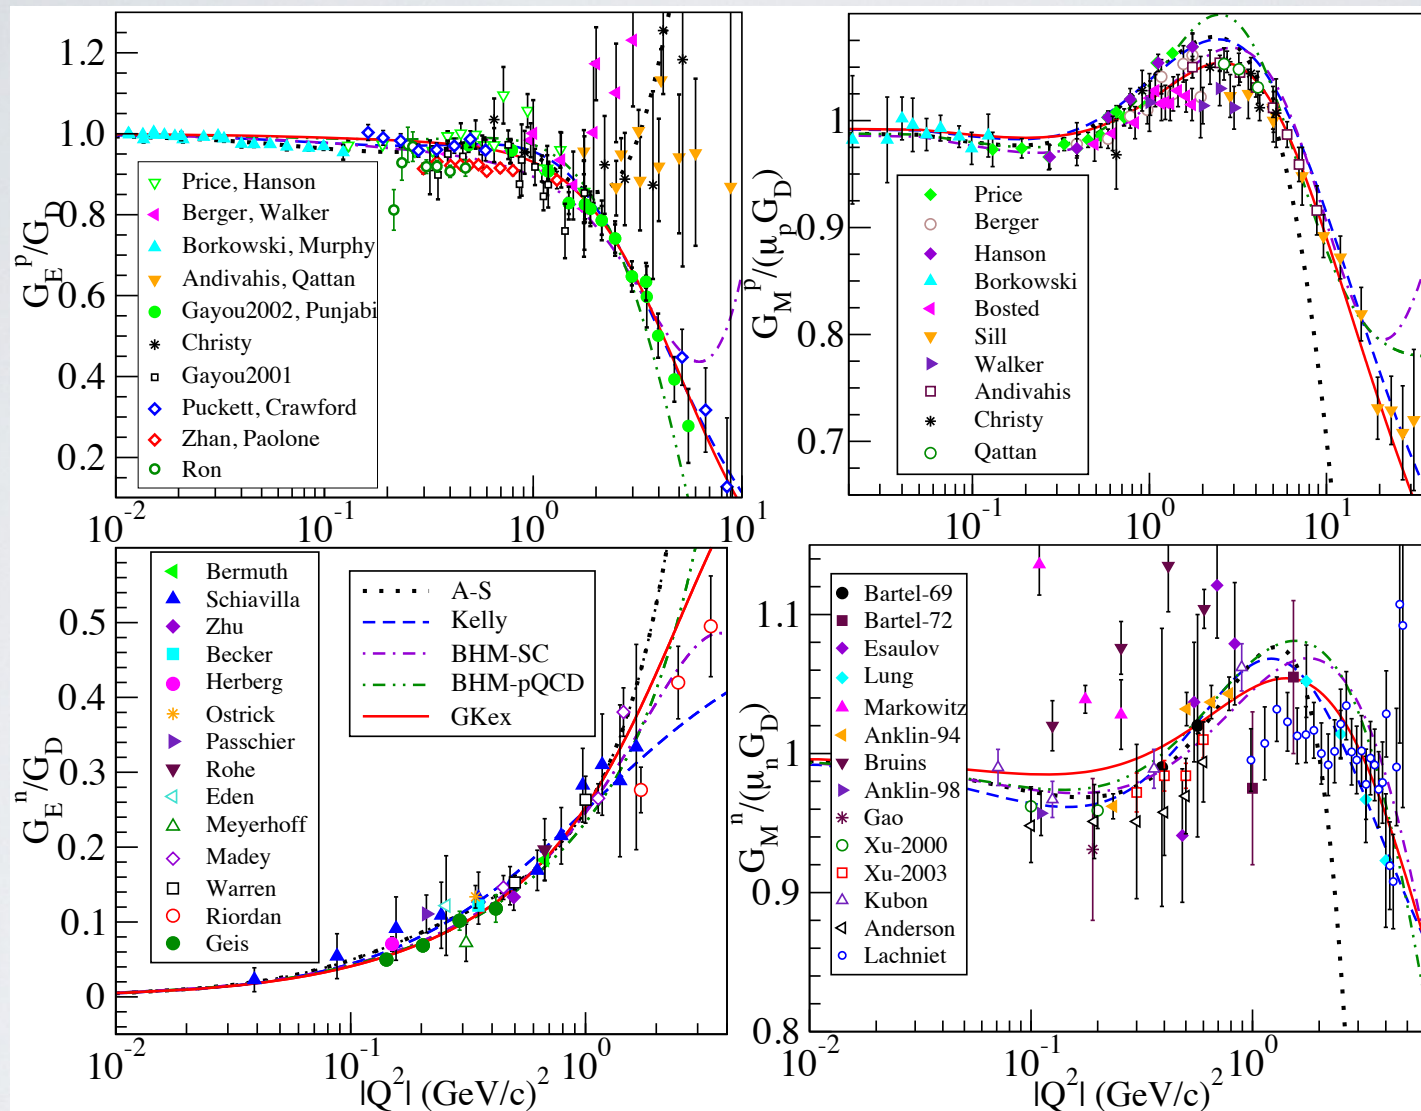 1.2
1.0
0.8
0.6
0.4
0.2
G_E^p/G_D
Price, Hanson
Berger, Walker
Borkowski, Murphy
Andivahis, Qattan
Gayou2002, Punjabi
Christy
Gayou2001
Puckett, Crawford
Zhan, Paolone
Ron
10^-2
10^-1
10^0
10^1
1
0.9
0.8
0.7
G_M^p/(μ_pG_D)
Price
Berger
Hanson
Borkowski
Bosted
Sill
Walker
Andivahis
Christy
Qattan
10^-1
10^0
10^1
0.5
0.4
0.3
0.2
0.1
0
G_E^n/G_D
Bermuth
Schiavilla
Zhu
Becker
Herberg
Ostrick
Passchier
Rohe
Eden
Meyerhoff
Madey
Warren
Riordan
Geis
A-S
Kelly
BHM-SC
BHM-pQCD
GKex
10^-2
10^-1
10^0
|Q^2| (GeV/c)^2
1.1
1
0.9
0.8
G_M^n/(μ_nG_D)
Bartel-69
Bartel-72
Esaulov
Lung
Markowitz
Anklin-94
Bruins
Anklin-98
Gao
Xu-2000
Xu-2003
Kubon
Anderson
Lachniet
10^-2
10^-1
10^0
|Q^2| (GeV/c)^2